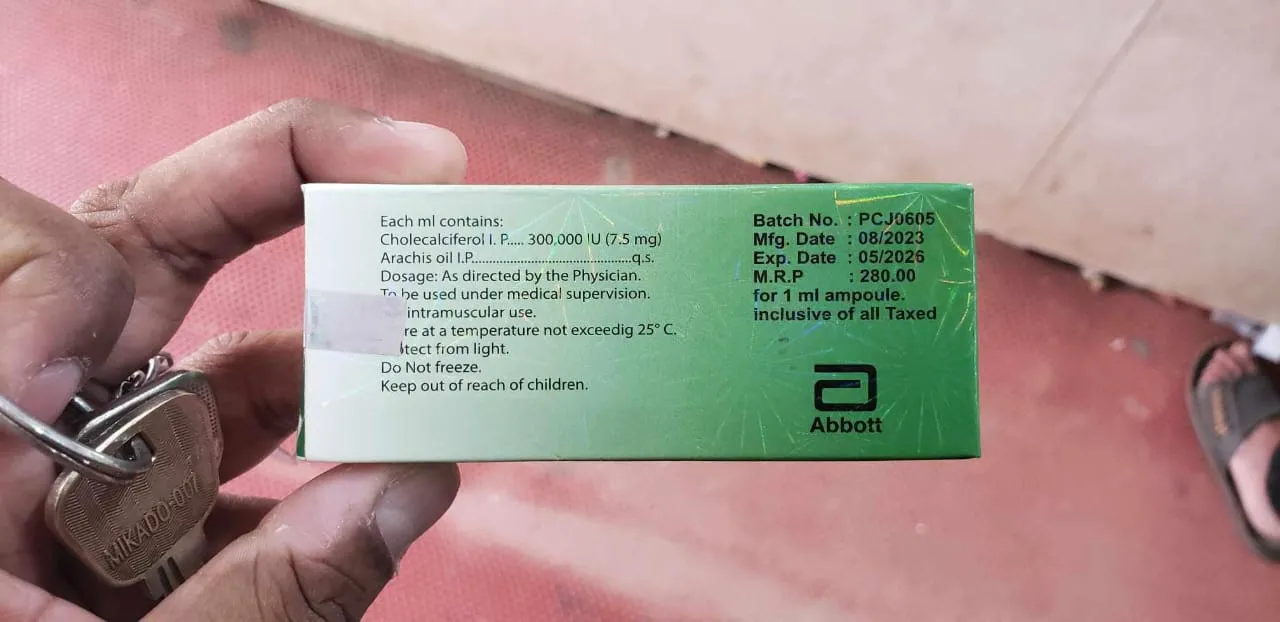 Each ml contains:
Cholecalciferol I. P..... 300,000 IU (7.5 mg)
Arachis oil I.P.................................................q.s.
Dosage: As directed by the Physician.
To be used under medical supervision.
intramuscular use.
re at a temperature not exceedig 25° C.
tect from light.
Do Not freeze.
Keep out of reach of children.
Batch No. : PCJ0605
Mfg. Date : 08/2023
Exp. Date : 05/2026
M.R.P : 280.00
for 1 ml ampoule.
inclusive of all Taxed
Abbott
MIKADO-007